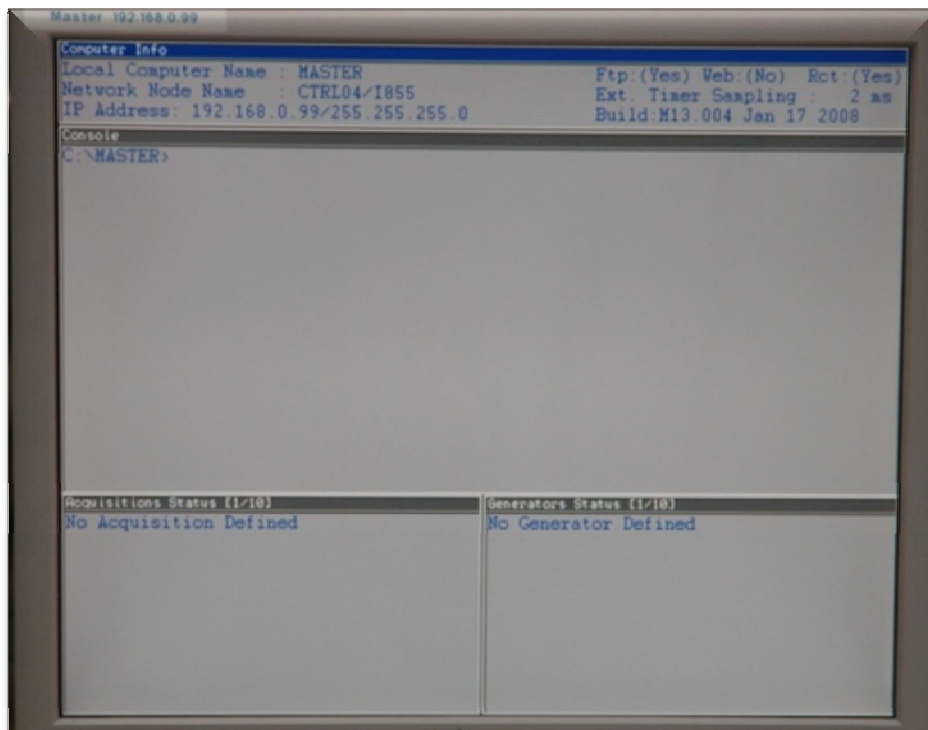 Master 192.168.0.99
Computer Info
Local Computer Name : MASTER
Ftp:(Yes) Web:(No) Rct:(Yes)
Network Node Name : CTRL04/I855
Ext. Timer Sampling : 2 ms
IP Address: 192.168.0.99/255.255.255.0
Build:M13.004 Jan 17 2008
Console
C:\MASTER>
Acquisitions Status [1/10]
No Acquisition Defined
Generators Status [1/10]
No Generator Defined